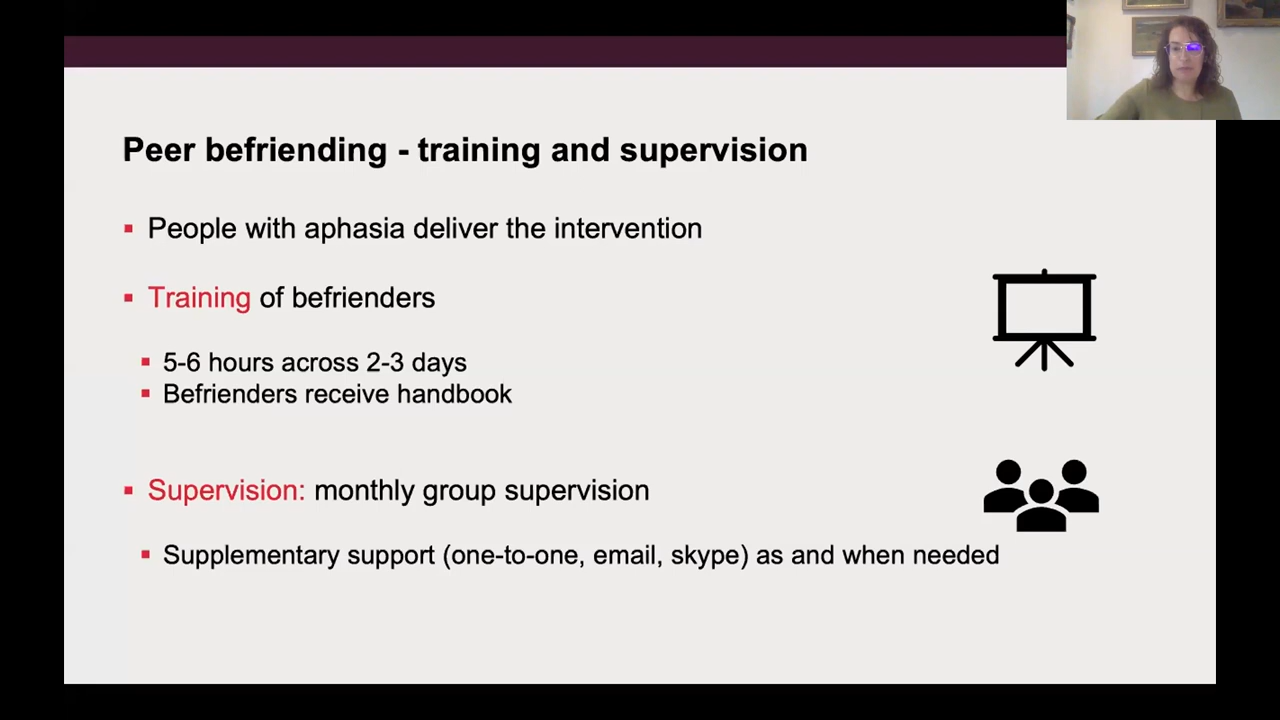 Peer befriending - training and supervision
People with aphasia deliver the intervention
Training of befrienders
5-6 hours across 2-3 days
Befrienders receive handbook
Supervision: monthly group supervision
Supplementary support (one-to-one, email, skype) as and when needed